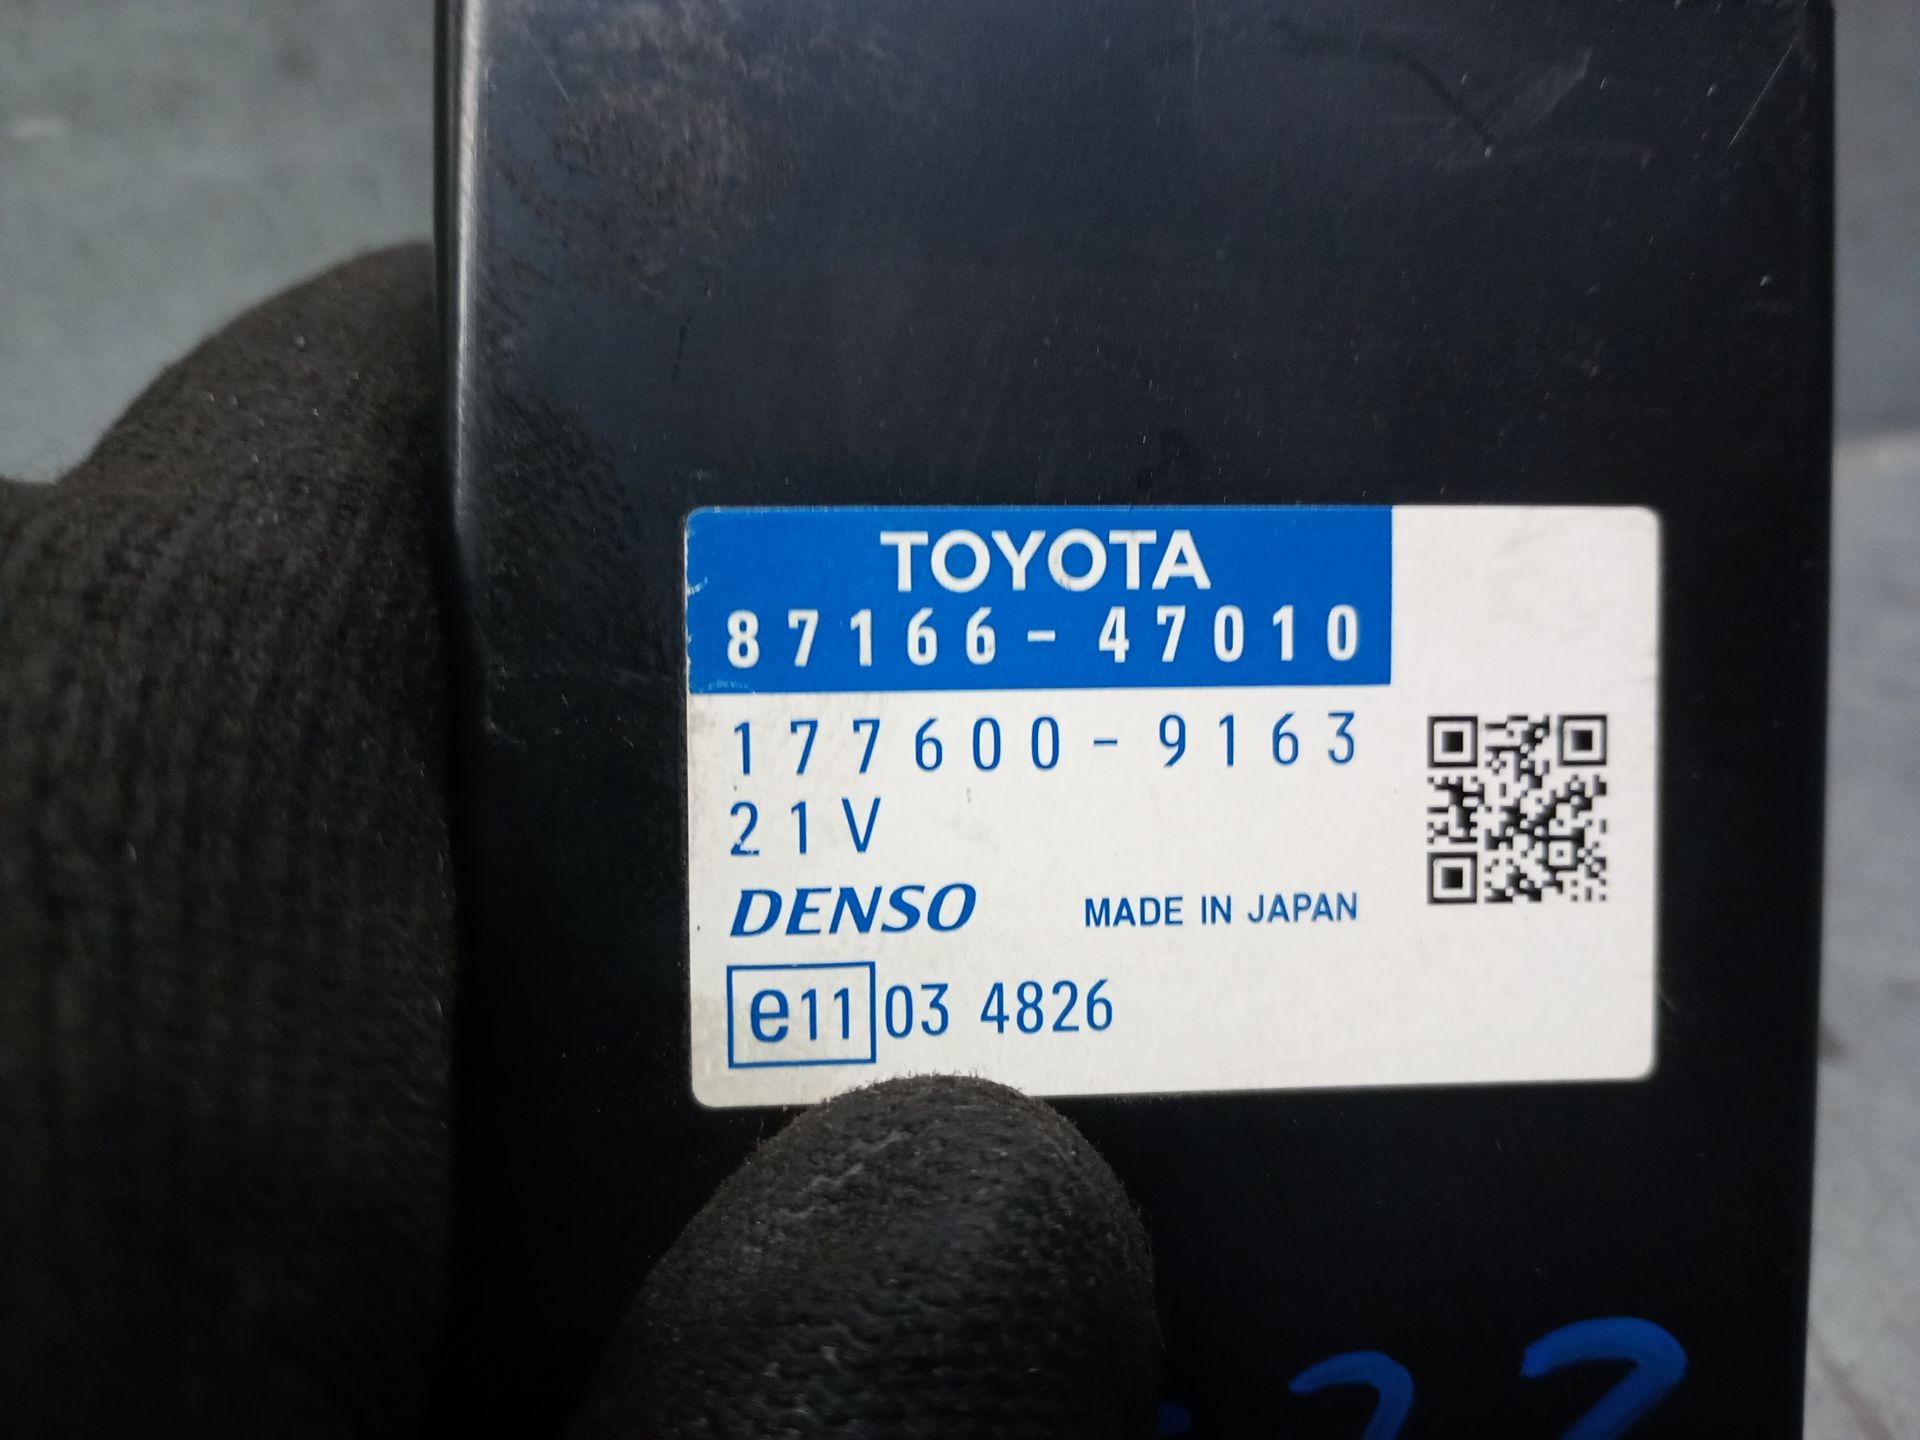 TOYOTA
87166-47010
177600-9163
21V
DENSO MADE IN JAPAN
e11 03 4826